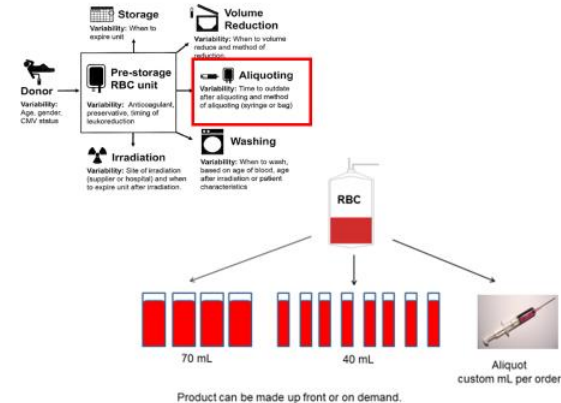 Storage
Variability: When to
expire unit
Volume
Reduction
Variability: When to volume
reduce and method of
reduction.
Donor
Variability:
Age, gender,
CMV status
Pre-storage
RBC unit
Variability: Anticoagulant,
preservative, timing of
leukoreduction
Aliquoting
Variability: Time to outdate
after aliquoting and method
of aliquoting (syringe or bag)
Irradiation
Variability: Site of irradiation
(supplier or hospital) and when
to expire unit after irradiation.
Washing
Variability: When to wash,
based on age of blood, age
after irradiation or patient
characteristics
RBC
70 mL
40 mL
Aliquot
custom mL per order
Product can be made up front or on demand.